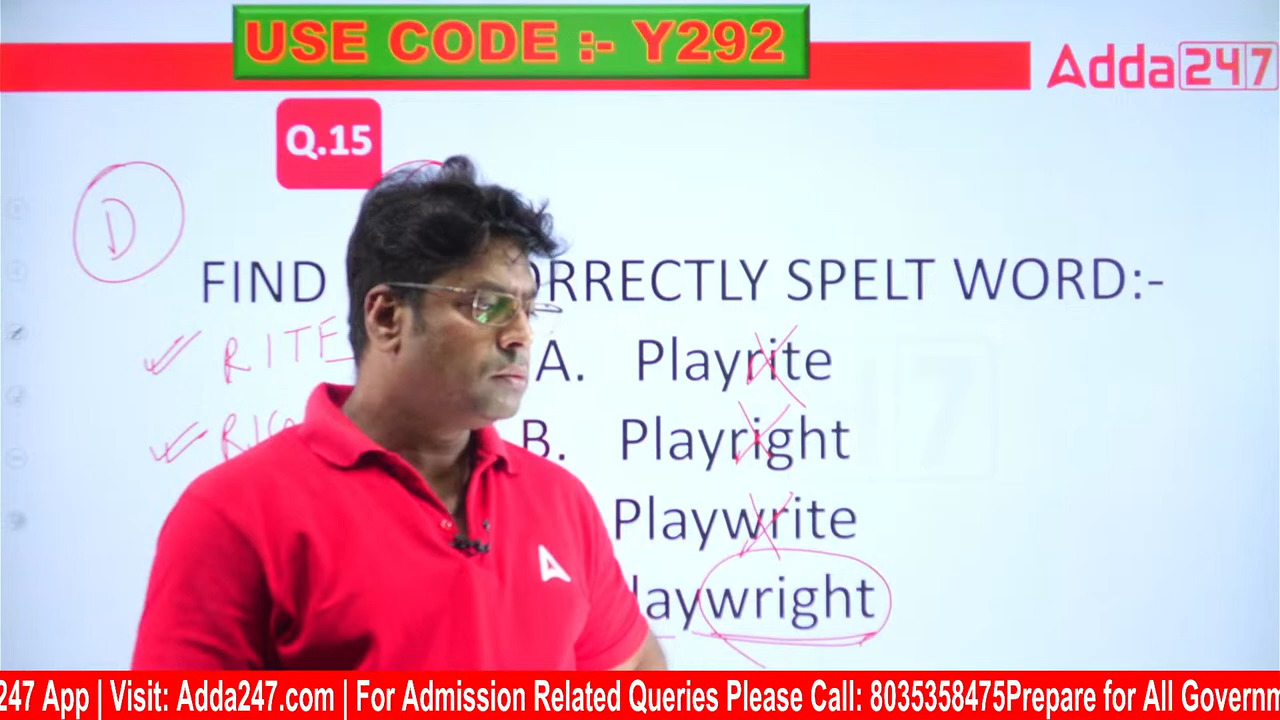 USE CODE :- Y292
Adda247
Q.15
D
FIND ORRECTLY SPELT WORD:-
RITE
A. Playrite
B. Playright
Playwrite
laywright
247 App | Visit: Adda247.com | For Admission Related Queries Please Call: 8035358475Prepare for All Governm